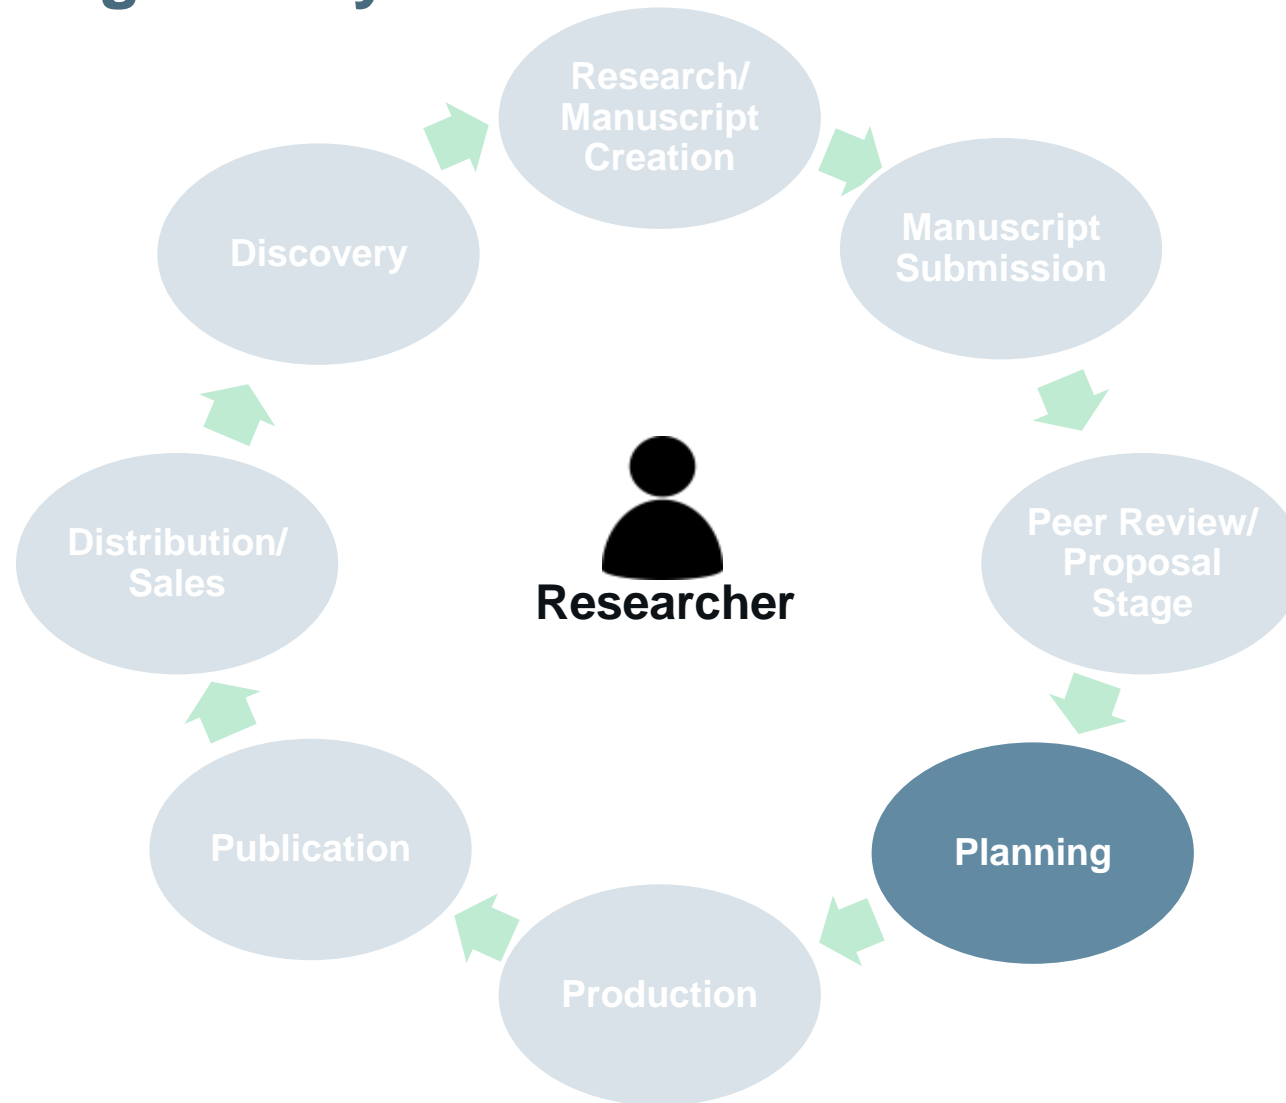 Research/
Manuscript
Creation
Manuscript
Submission
Peer Review/
Proposal
Stage
Planning
Production
Publication
Distribution/
Sales
Discovery
Researcher